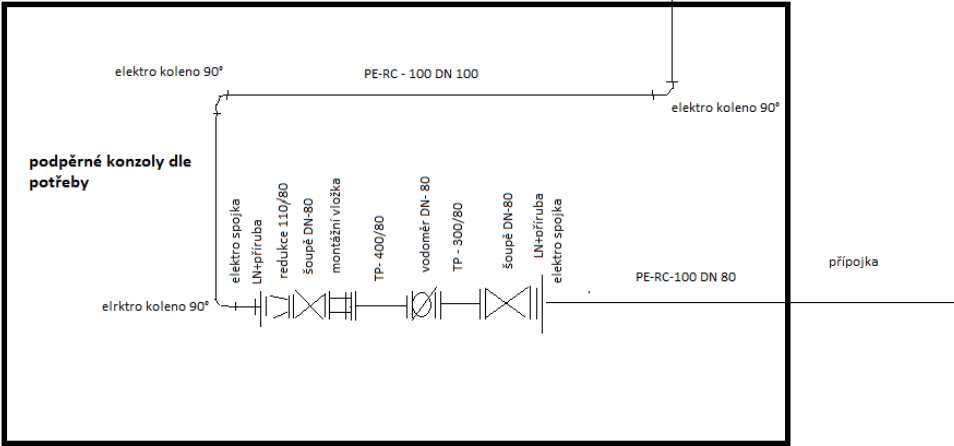 elektro koleno 90°
PE-RC - 100 DN 100
elektro koleno 90°
podpěrné konzoly dle
potřeby
elektro spojka
LN+příruba
redukce 110/80
šoupě DN-80
montážní vložka
TP- 400/80
vodoměr DN- 80
TP - 300/80
šoupě DN-80
LN+příruba
elektro spojka
přípojka
PE-RC-100 DN 80
elrktro koleno 90°